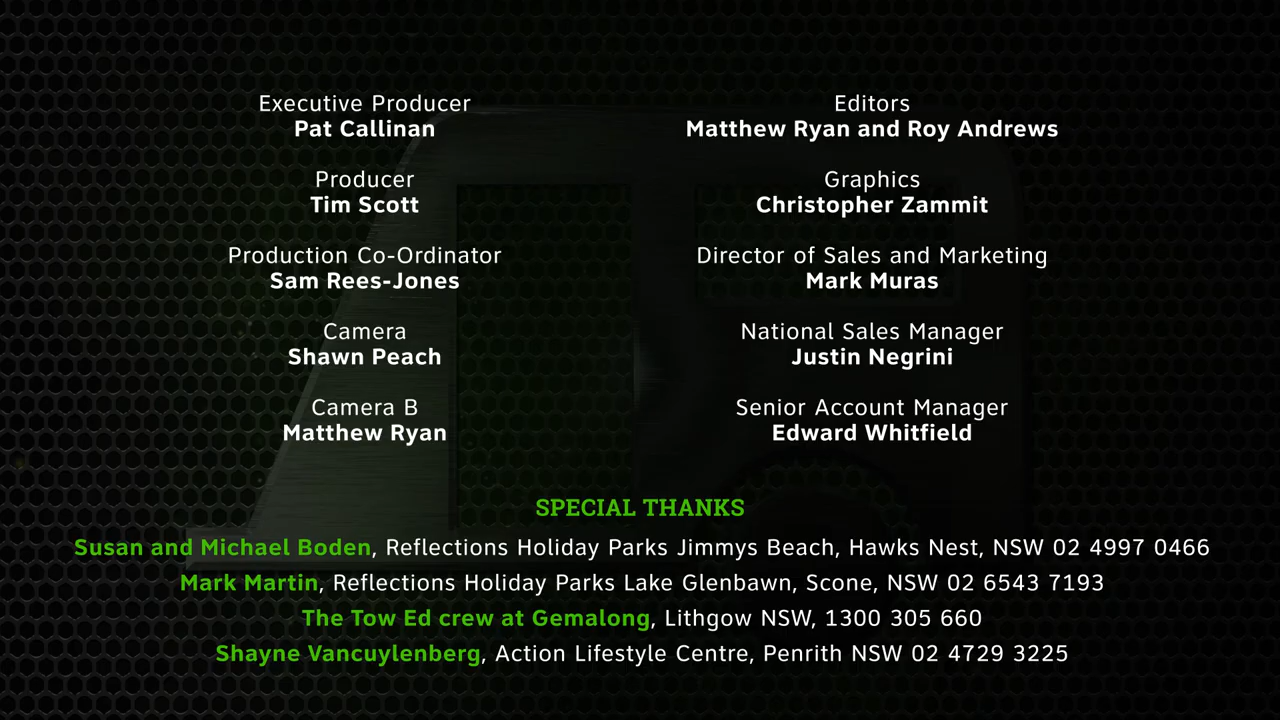 Executive Producer
Pat Callinan
Producer
Tim Scott
Production Co-Ordinator
Sam Rees-Jones
Camera
Shawn Peach
Camera B
Matthew Ryan
Editors
Matthew Ryan and Roy Andrews
Graphics
Christopher Zammit
Director of Sales and Marketing
Mark Muras
National Sales Manager
Justin Negrini
Senior Account Manager
Edward Whitfield
SPECIAL THANKS
Susan and Michael Boden, Reflections Holiday Parks Jimmys Beach, Hawks Nest, NSW 02 4997 0466
Mark Martin, Reflections Holiday Parks Lake Glenbawn, Scone, NSW 02 6543 7193
The Tow Ed crew at Gemalong, Lithgow NSW, 1300 305 660
Shayne Vancuylenberg, Action Lifestyle Centre, Penrith NSW 02 4729 3225